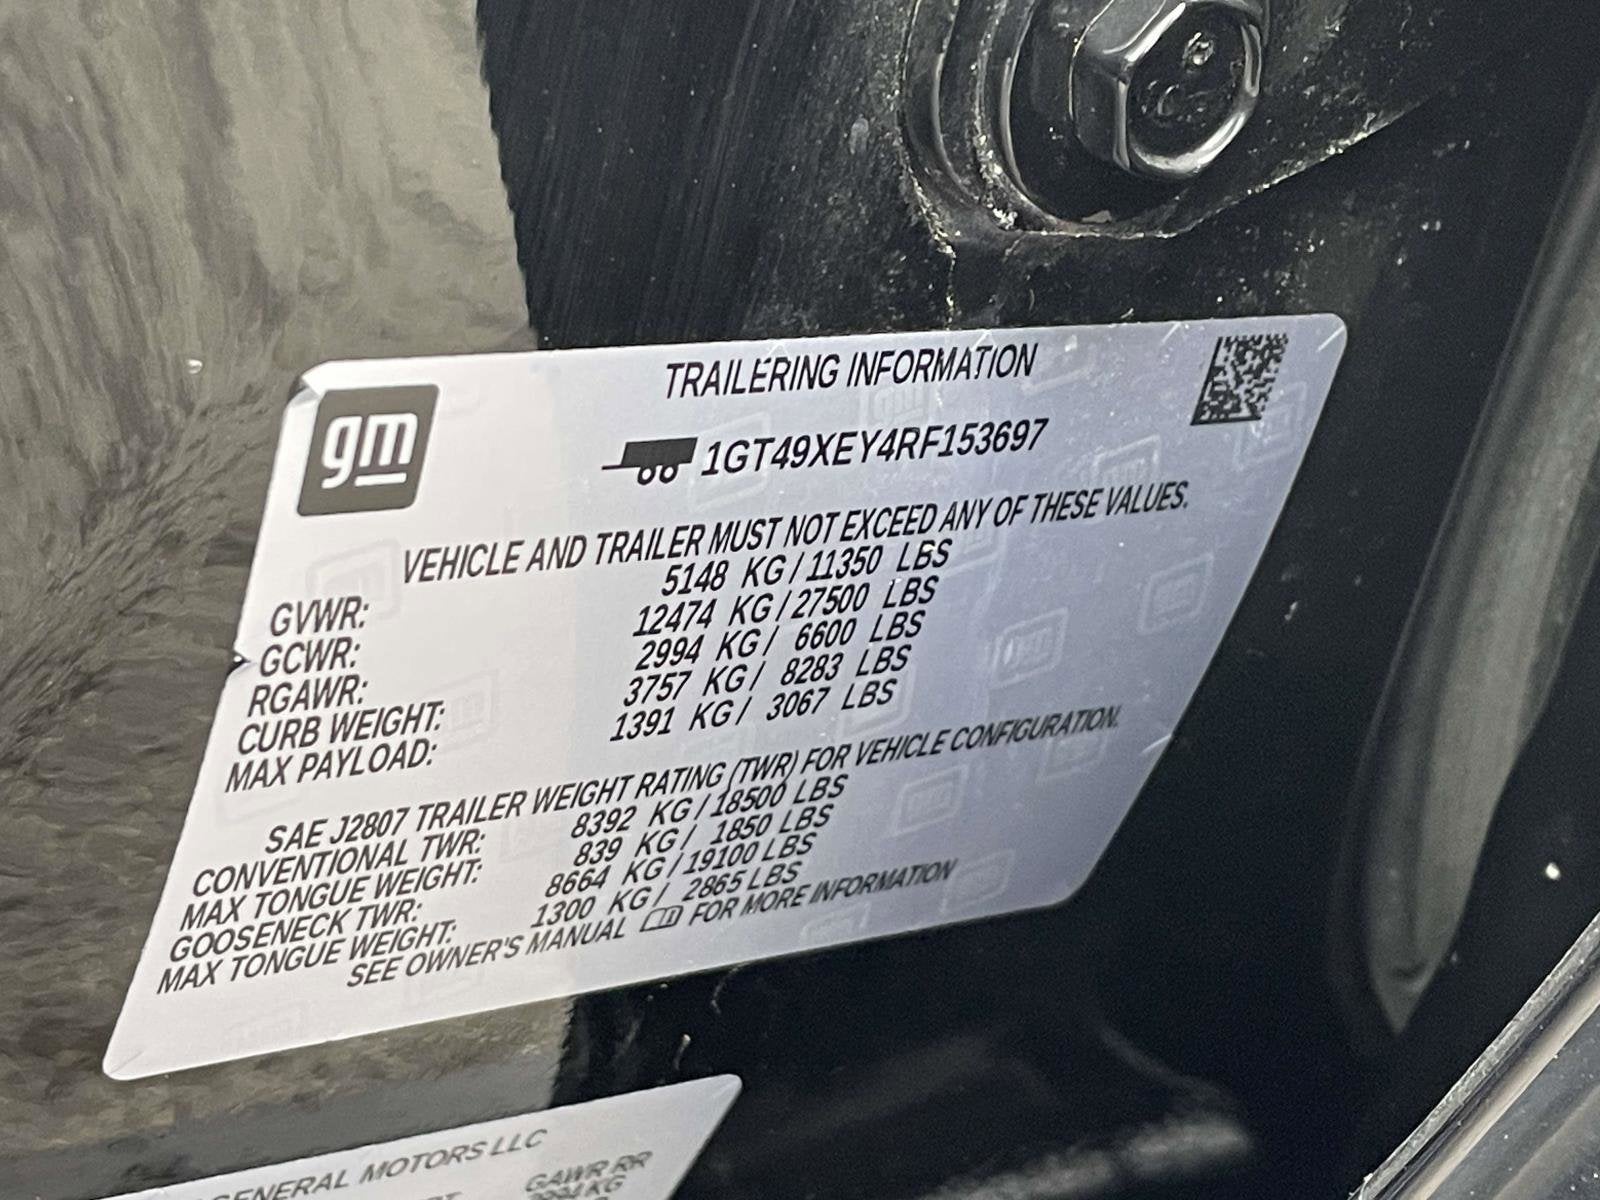 gm
TRAILERING INFORMATION
1GT49XEY4RF153697
VEHICLE AND TRAILER MUST NOT EXCEED ANY OF THESE VALUES.
GVWR: 5148 KG / 11350 LBS
GCWR: 12474 KG / 27500 LBS
RGAWR: 2994 KG / 6600 LBS
CURB WEIGHT: 3757 KG / 8283 LBS
MAX PAYLOAD: 1391 KG / 3067 LBS
SAE J2807 TRAILER WEIGHT RATING (TWR) FOR VEHICLE CONFIGURATION.
CONVENTIONAL TWR: 8392 KG / 18500 LBS
MAX TONGUE WEIGHT: 839 KG / 1850 LBS
GOOSENECK TWR: 8664 KG / 19100 LBS
MAX TONGUE WEIGHT: 1300 KG / 2865 LBS
SEE OWNER'S MANUAL FOR MORE INFORMATION
GENERAL MOTORS LLC
GAWR RR
2994 KG